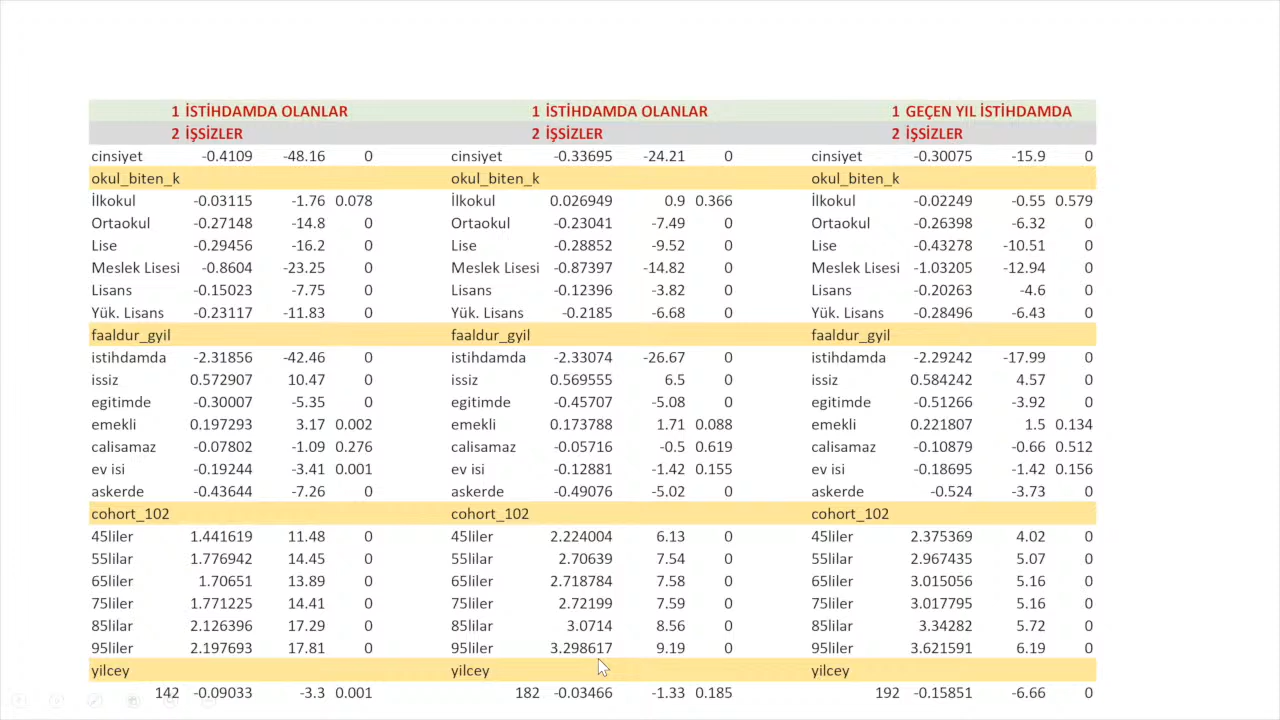 1 İSTİHDAMDA OLANLAR 1 İSTİHDAMDA OLANLAR 1 GEÇEN YIL İSTİHDAMDA
2 İŞSİZLER 2 İŞSİZLER 2 İŞSİZLER
cinsiyet -0.4109 -48.16 0 cinsiyet -0.33695 -24.21 0 cinsiyet -0.30075 -15.9 0
okul_biten_k okul_biten_k okul_biten_k
İlkokul -0.03115 -1.76 0.078 İlkokul 0.026949 0.9 0.366 İlkokul -0.02249 -0.55 0.579
Ortaokul -0.27148 -14.8 0 Ortaokul -0.23041 -7.49 0 Ortaokul -0.26398 -6.32 0
Lise -0.29456 -16.2 0 Lise -0.28852 -9.52 0 Lise -0.43278 -10.51 0
Meslek Lisesi -0.8604 -23.25 0 Meslek Lisesi -0.87397 -14.82 0 Meslek Lisesi -1.03205 -12.94 0
Lisans -0.15023 -7.75 0 Lisans -0.12396 -3.82 0 Lisans -0.20263 -4.6 0
Yük. Lisans -0.23117 -11.83 0 Yük. Lisans -0.2185 -6.68 0 Yük. Lisans -0.28496 -6.43 0
faaldur_gyil faaldur_gyil faaldur_gyil
istihdamda -2.31856 -42.46 0 istihdamda -2.33074 -26.67 0 istihdamda -2.29242 -17.99 0
issiz 0.572907 10.47 0 issiz 0.569555 6.5 0 issiz 0.584242 4.57 0
egitimde -0.30007 -5.35 0 egitimde -0.45707 -5.08 0 egitimde -0.51266 -3.92 0
emekli 0.197293 3.17 0.002 emekli 0.173788 1.71 0.088 emekli 0.221807 1.5 0.134
calisamaz -0.07802 -1.09 0.276 calisamaz -0.05716 -0.5 0.619 calisamaz -0.10879 -0.66 0.512
ev isi -0.19244 -3.41 0.001 ev isi -0.12881 -1.42 0.155 ev isi -0.18695 -1.42 0.156
askerde -0.43644 -7.26 0 askerde -0.49076 -5.02 0 askerde -0.524 -3.73 0
cohort_102 cohort_102 cohort_102
45liler 1.441619 11.48 0 45liler 2.224004 6.13 0 45liler 2.375369 4.02 0
55lilar 1.776942 14.45 0 55lilar 2.70639 7.54 0 55lilar 2.967435 5.07 0
65liler 1.70651 13.89 0 65liler 2.718784 7.58 0 65liler 3.015056 5.16 0
75liler 1.771225 14.41 0 75liler 2.72199 7.59 0 75liler 3.017795 5.16 0
85lilar 2.126396 17.29 0 85lilar 3.0714 8.56 0 85lilar 3.34282 5.72 0
95liler 2.197693 17.81 0 95liler 3.298617 9.19 0 95liler 3.621591 6.19 0
yilcey yilcey yilcey
142 -0.09033 -3.3 0.001 182 -0.03466 -1.33 0.185 192 -0.15851 -6.66 0